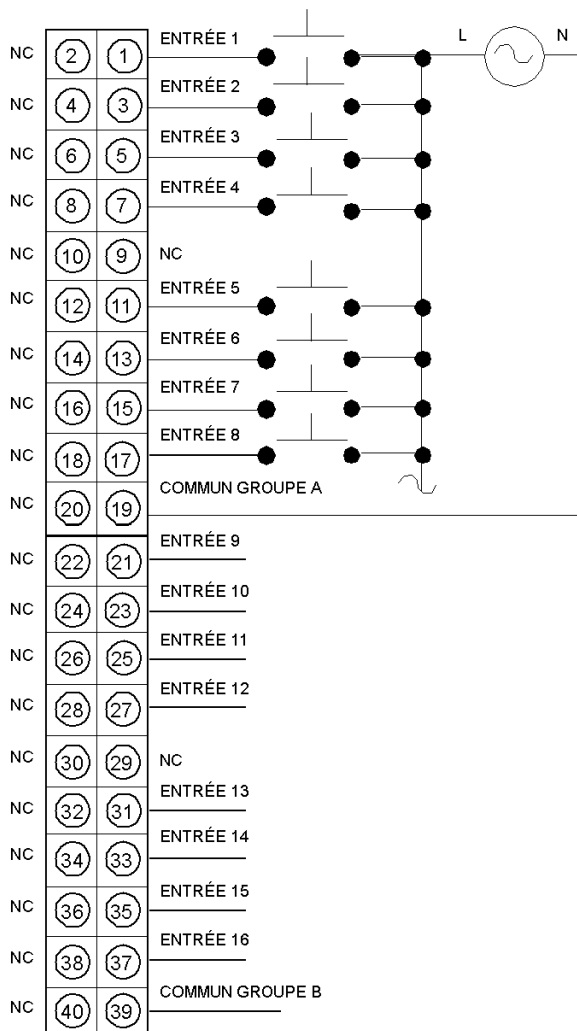 ENTRÉE 1 L N
NC 2 1
ENTRÉE 2
NC 4 3
ENTRÉE 3
NC 6 5
ENTRÉE 4
NC 8 7
NC 10 9 NC
ENTRÉE 5
NC 12 11
ENTRÉE 6
NC 14 13
ENTRÉE 7
NC 16 15
ENTRÉE 8
NC 18 17
COMMUN GROUPE A
NC 20 19
ENTRÉE 9
NC 22 21
ENTRÉE 10
NC 24 23
ENTRÉE 11
NC 26 25
ENTRÉE 12
NC 28 27
NC 30 29 NC
ENTRÉE 13
NC 32 31
ENTRÉE 14
NC 34 33
ENTRÉE 15
NC 36 35
ENTRÉE 16
NC 38 37
COMMUN GROUPE B
NC 40 39